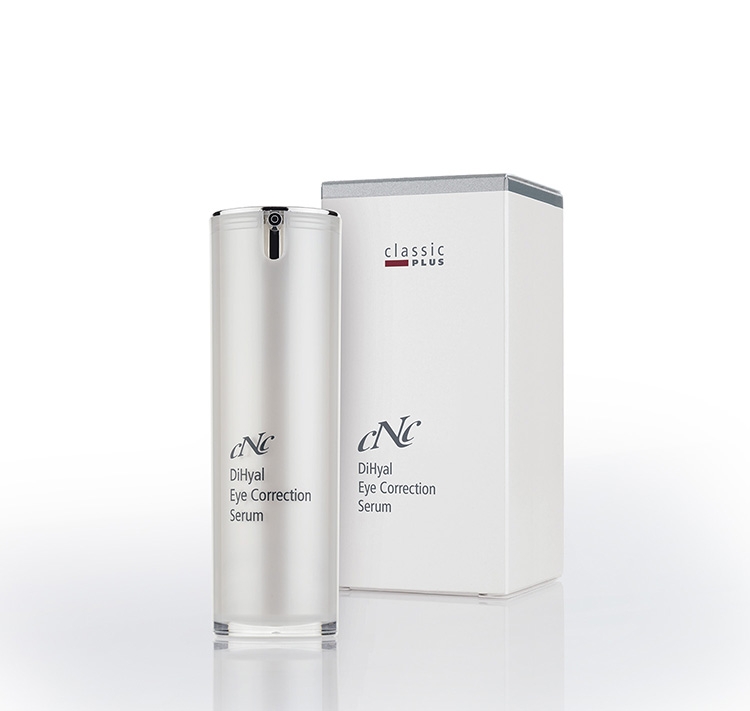 cNc
DiHyal
Eye Correction
Serum
classic
PLUS
cNc
DiHyal
Eye Correction
Serum